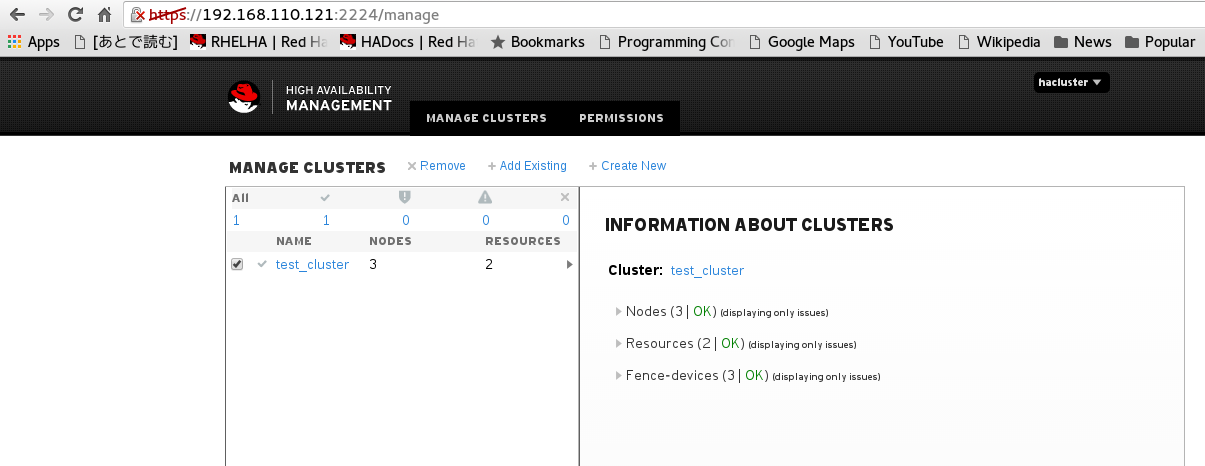 https://192.168.110.121:2224/manage
Apps [あとで読む] RHELHA | Red Ha HADocs | Red Ha Bookmarks Programming Con Google Maps YouTube Wikipedia News Popular
hacluster
HIGH AVAILABILITY
MANAGEMENT
MANAGE CLUSTERS PERMISSIONS
MANAGE CLUSTERS Remove Add Existing Create New
All
1 1 0 0 0
NAME NODES RESOURCES
test_cluster 3 2
INFORMATION ABOUT CLUSTERS
Cluster: test_cluster
Nodes (3 | OK) (displaying only issues)
Resources (2 | OK) (displaying only issues)
Fence-devices (3 | OK) (displaying only issues)